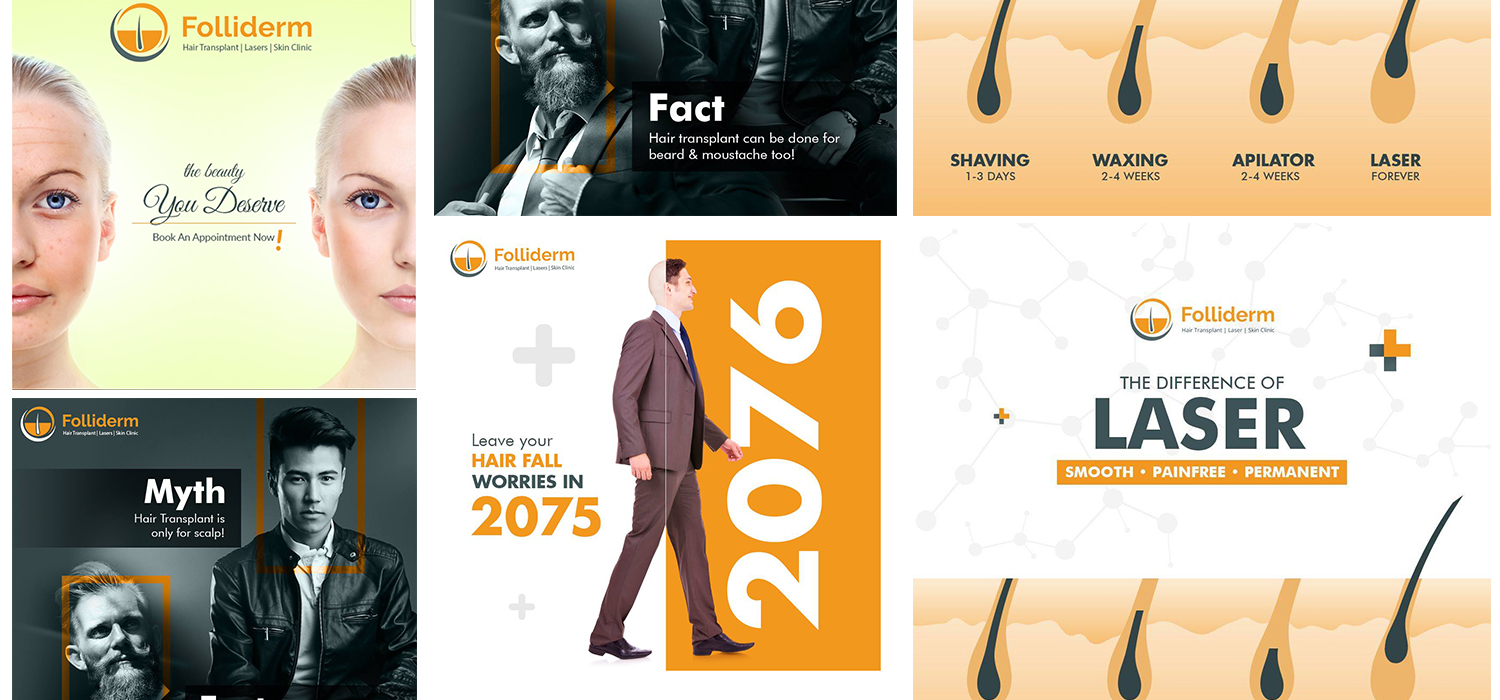 Folliderm
Hair Transplant | Lasers | Skin Clinic
the beauty
You Deserve
Book An Appointment Now!
Folliderm
Hair Transplant | Lasers | Skin Clinic
Myth
Hair Transplant is
only for scalp!
Fact
Hair transplant can be done for
beard & moustache too!
Folliderm
Hair Transplant | Lasers | Skin Clinic
Leave your
HAIR FALL
WORRIES IN
2075
2076
SHAVING
1-3 DAYS
WAXING
2-4 WEEKS
APILATOR
2-4 WEEKS
LASER
FOREVER
Folliderm
Hair Transplant | Laser | Skin Clinic
THE DIFFERENCE OF
LASER
SMOOTH • PAINFREE • PERMANENT